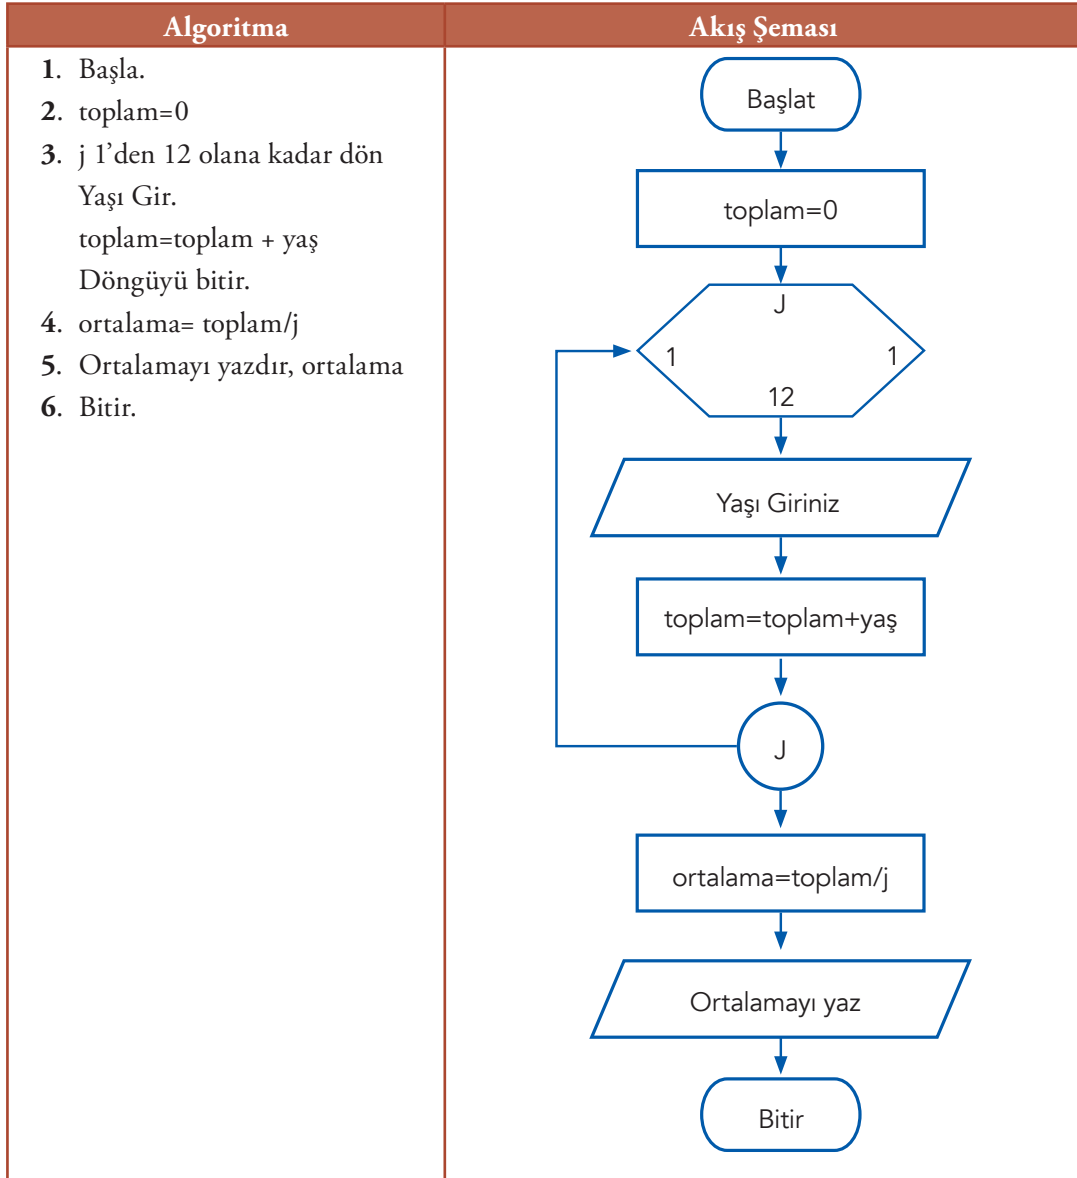 Algoritma
1. Başla.
2. toplam=0
3. j 1’den 12 olana kadar dön
Yaşı Gir.
toplam=toplam + yaş
Döngüyü bitir.
4. ortalama= toplam/j
5. Ortalamayı yazdır, ortalama
6. Bitir.
Akış Şeması
Başlat
toplam=0
J
1 1
12
Yaşı Giriniz
toplam=toplam+yaş
J
ortalama=toplam/j
Ortalamayı yaz
Bitir